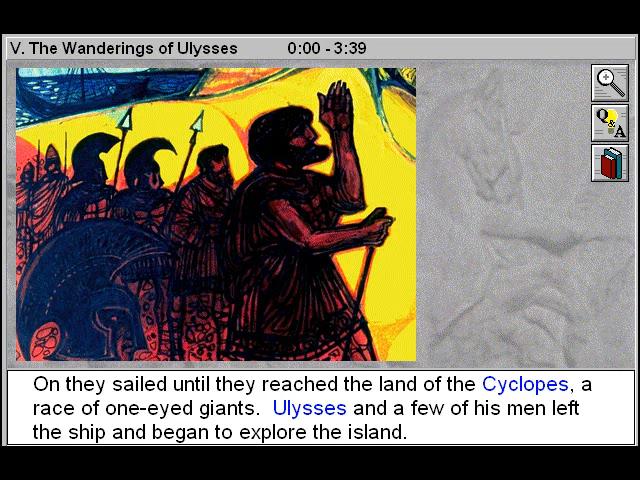 V. The Wanderings of Ulysses 0:00 - 3:39
Q
&
A
On they sailed until they reached the land of the Cyclopes, a
race of one-eyed giants. Ulysses and a few of his men left
the ship and began to explore the island.